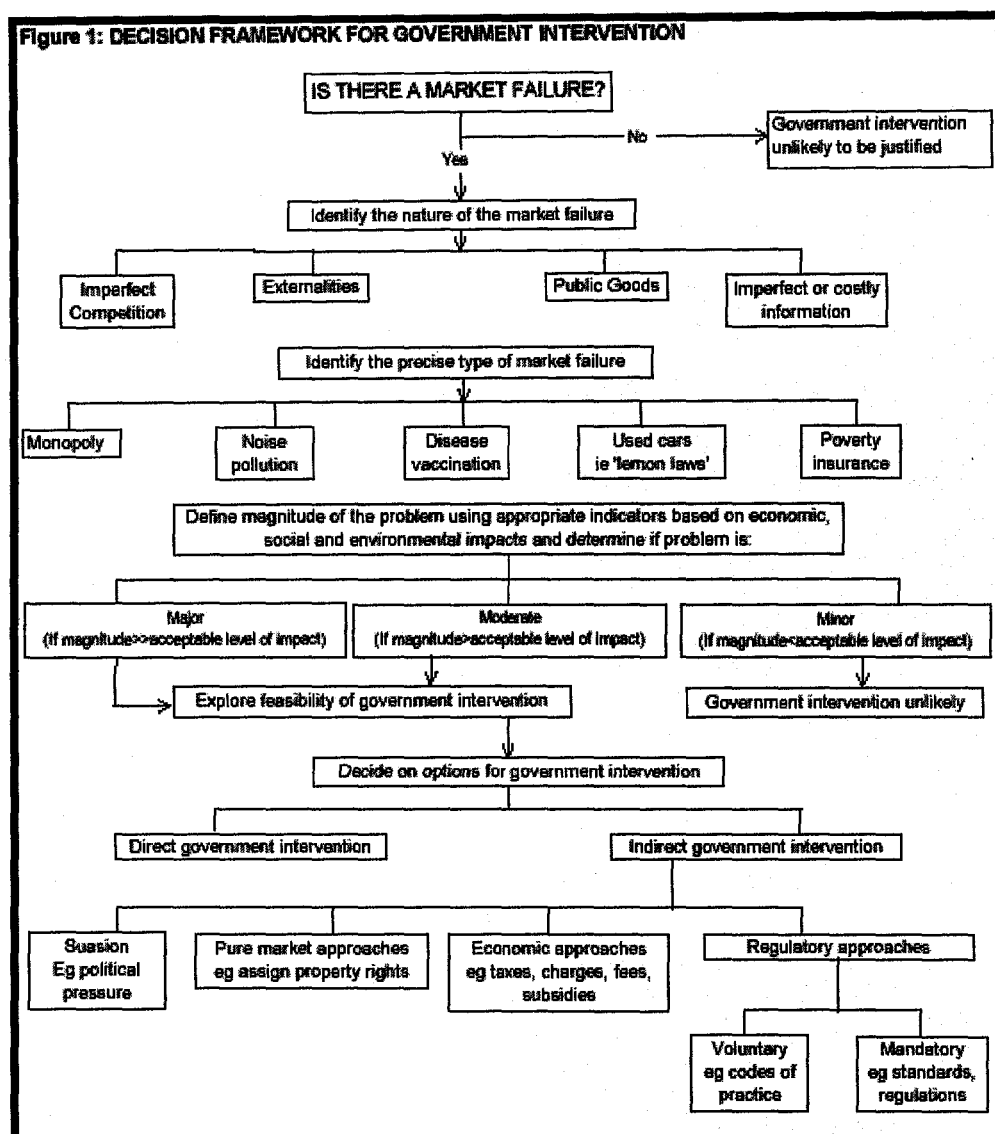 Figure 1: DECISION FRAMEWORK FOR GOVERNMENT INTERVENTION
IS THERE A MARKET FAILURE?
No
Government intervention
unlikely to be justified
Yes
Identify the nature of the market failure
Imperfect
Competition
Externalities
Public Goods
Imperfect or costly
information
Identify the precise type of market failure
Monopoly
Noise
pollution
Disease
vaccination
Used cars
ie 'lemon laws'
Poverty
insurance
Define magnitude of the problem using appropriate indicators based on economic,
social and environmental impacts and determine if problem is:
Major
(If magnitude>>acceptable level of impact)
Moderate
(If magnitude>acceptable level of impact)
Minor
(If magnitude<acceptable level of impact)
Explore feasibility of government intervention
Government intervention unlikely
Decide on options for government intervention
Direct government intervention
Indirect government intervention
Suasion
Eg political
pressure
Pure market approaches
eg assign property rights
Economic approaches
eg taxes, charges, fees,
subsidies
Regulatory approaches
Voluntary
eg codes of
practice
Mandatory
eg standards,
regulations